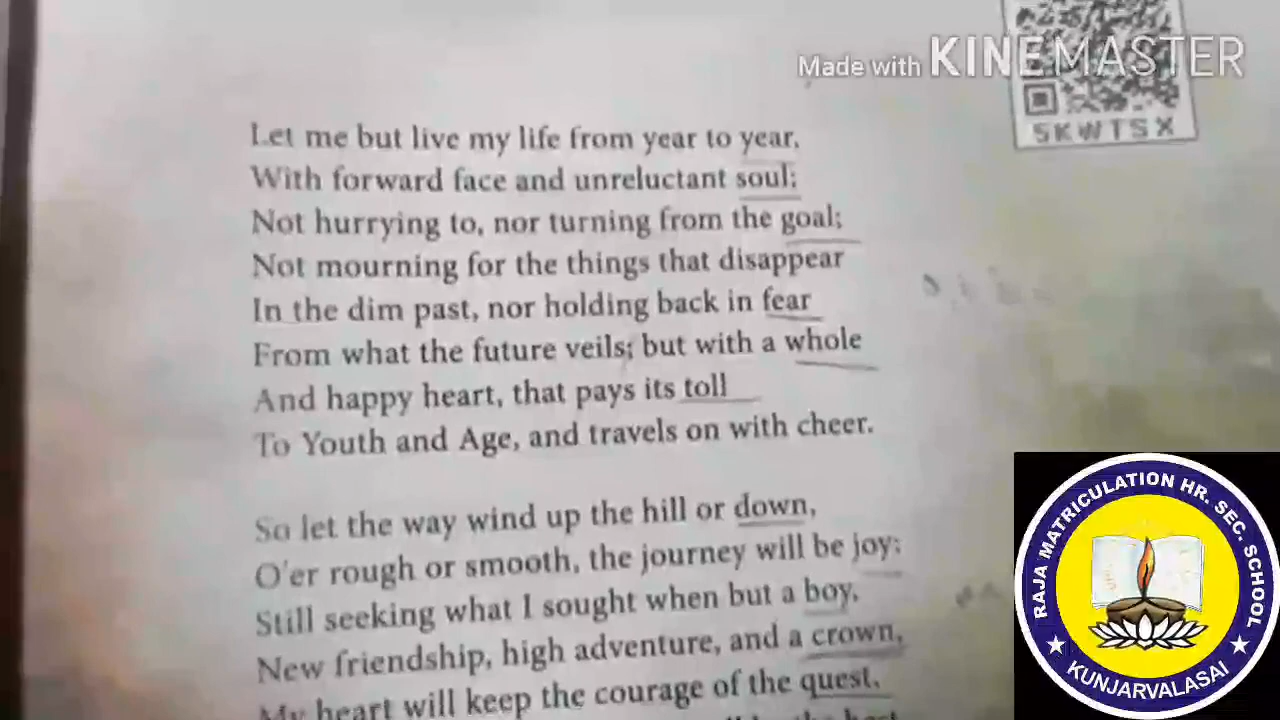 Made with KINEMASTER
5KWTSX
Let me but live my life from year to year,
With forward face and unreluctant soul;
Not hurrying to, nor turning from the goal;
Not mourning for the things that disappear
In the dim past, nor holding back in fear
From what the future veils; but with a whole
And happy heart, that pays its toll
To Youth and Age, and travels on with cheer.
So let the way wind up the hill or down,
O'er rough or smooth, the journey will be joy:
Still seeking what I sought when but a boy,
New friendship, high adventure, and a crown,
My heart will keep the courage of the quest,
the best
RAJA MATRICULATION HR. SEC. SCHOOL
KUNJARVALASAI